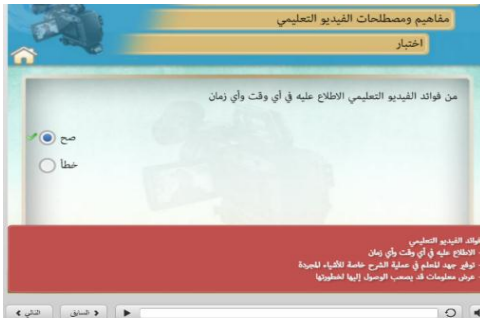 مفاهيم ومصطلحات الفيديو التعليمي
اختبار
من فوائد الفيديو التعليمي الاطلاع عليه في أي وقت وأي زمان
صح
خطأ
فوائد الفيديو التعليمي
- الاطلاع عليه في أي وقت وأي زمان
- توفير جهد المعلم في عملية الشرح خاصة للأشياء المجردة
- عرض معلومات قد يصعب الوصول إليها لخطورتها
السابق
التالي